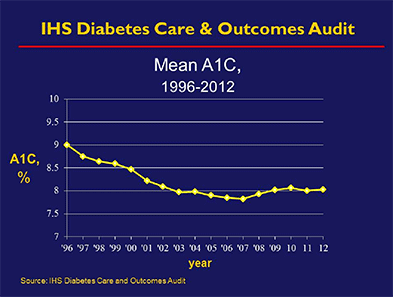 IHS Diabetes Care & Outcomes Audit
Mean A1C,
1996-2012
10
9.5
9
8.5
8
7.5
7
A1C,
%
'96 '97 '98 '99 '00 '01 '02 '03 '04 '05 '06 '07 '08 '09 10 11 12
year
Source: IHS Diabetes Care and Outcomes Audit